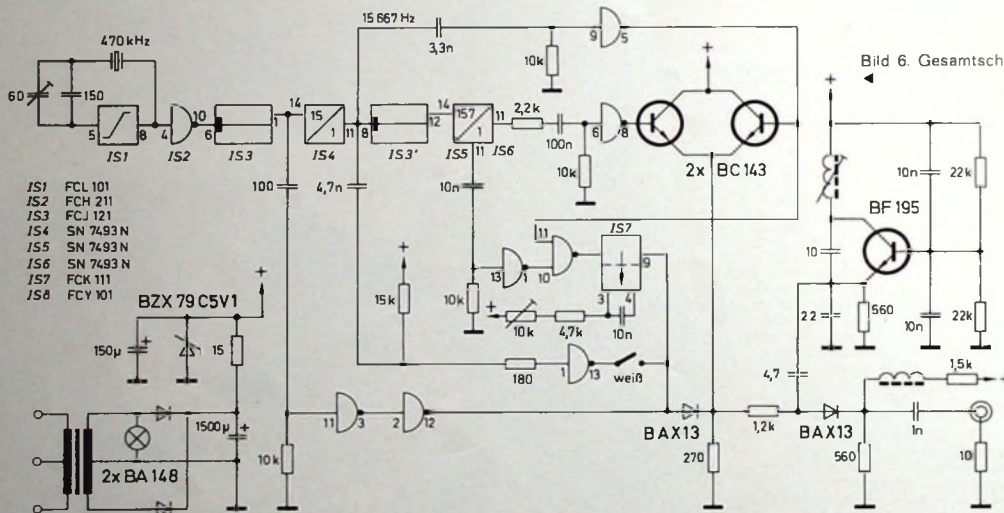 470 kHz
15 667 Hz
3,3n
9
5
10k
Bild 6. Gesamtsch
60
150
5
8
4
10
6
1
14
15
1
11
8
14
12
157
1
11
11
2,2k
100n
6
8
IS1
IS2
IS3
IS4
IS3'
IS5
IS6
10k
2x BC 143
10n
22k
BF 195
100
4,7n
10n
IS1 FCL 101
IS2 FCH 211
IS3 FCJ 121
IS4 SN 7493 N
IS5 SN 7493 N
IS6 SN 7493 N
IS7 FCK 111
IS8 FCY 101
IS7
11
13
1
10
9
3
4
10
22
560
10n
22k
BZX 79 C5V1
15k
10k
10k
4,7k
10n
150µ
15
180
1
13
weiß
4,7
1,5k
1500µ
11
3
2
12
BAX13
1,2k
BAX13
1n
2x BA 148
10k
270
560
10